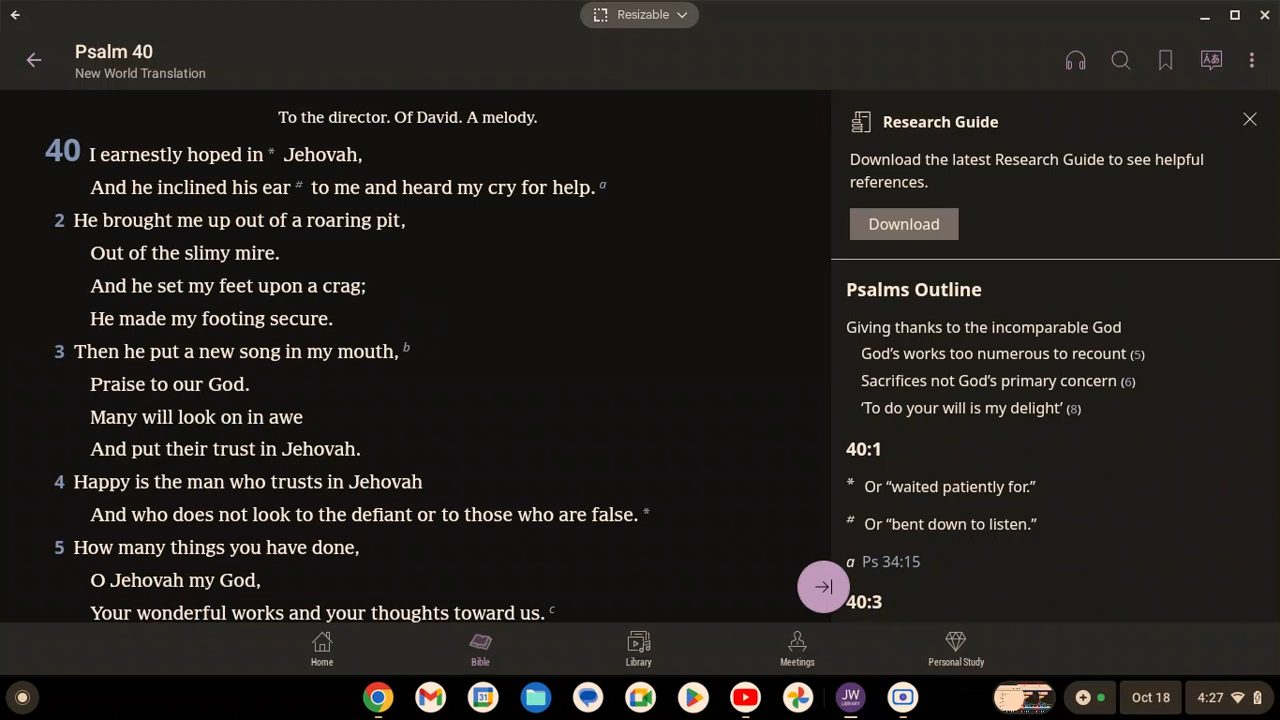 Resizable
Psalm 40
New World Translation
To the director. Of David. A melody.
40 I earnestly hoped in * Jehovah,
And he inclined his ear # to me and heard my cry for help. a
2 He brought me up out of a roaring pit,
Out of the slimy mire.
And he set my feet upon a crag;
He made my footing secure.
3 Then he put a new song in my mouth, b
Praise to our God.
Many will look on in awe
And put their trust in Jehovah.
4 Happy is the man who trusts in Jehovah
And who does not look to the defiant or to those who are false. *
5 How many things you have done,
O Jehovah my God,
Your wonderful works and your thoughts toward us. c
Research Guide
Download the latest Research Guide to see helpful
references.
Download
Psalms Outline
Giving thanks to the incomparable God
God’s works too numerous to recount (5)
Sacrifices not God’s primary concern (6)
‘To do your will is my delight’ (8)
40:1
* Or “waited patiently for.”
# Or “bent down to listen.”
a Ps 34:15
40:3
Home
Bible
Library
Meetings
Personal Study
31
JW
LIBRARY
Oct 18
4:27